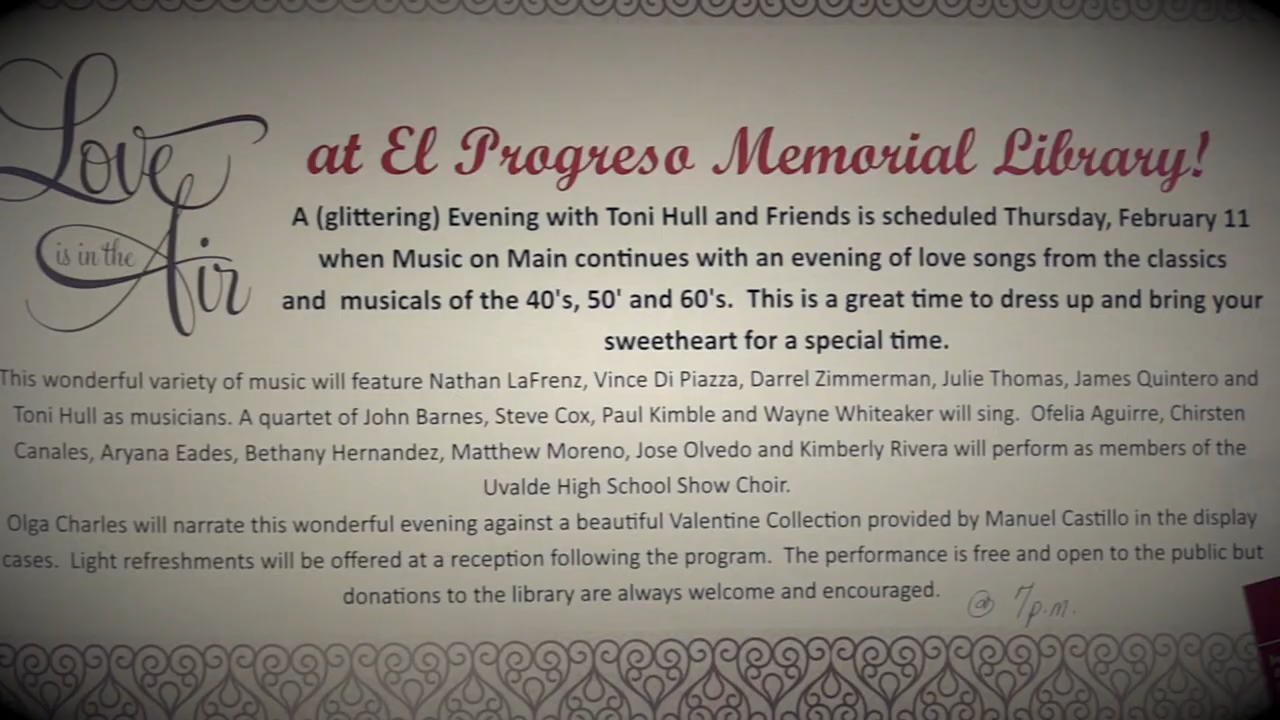 Love
is in the
Air
at El Progreso Memorial Library!
A (glittering) Evening with Toni Hull and Friends is scheduled Thursday, February 11
when Music on Main continues with an evening of love songs from the classics
and musicals of the 40's, 50' and 60's. This is a great time to dress up and bring your
sweetheart for a special time.
This wonderful variety of music will feature Nathan LaFrenz, Vince Di Piazza, Darrel Zimmerman, Julie Thomas, James Quintero and
Toni Hull as musicians. A quartet of John Barnes, Steve Cox, Paul Kimble and Wayne Whiteaker will sing. Ofelia Aguirre, Chirsten
Canales, Aryana Eades, Bethany Hernandez, Matthew Moreno, Jose Olvedo and Kimberly Rivera will perform as members of the
Uvalde High School Show Choir.
Olga Charles will narrate this wonderful evening against a beautiful Valentine Collection provided by Manuel Castillo in the display
cases. Light refreshments will be offered at a reception following the program. The performance is free and open to the public but
donations to the library are always welcome and encouraged.
@ 7p.m.